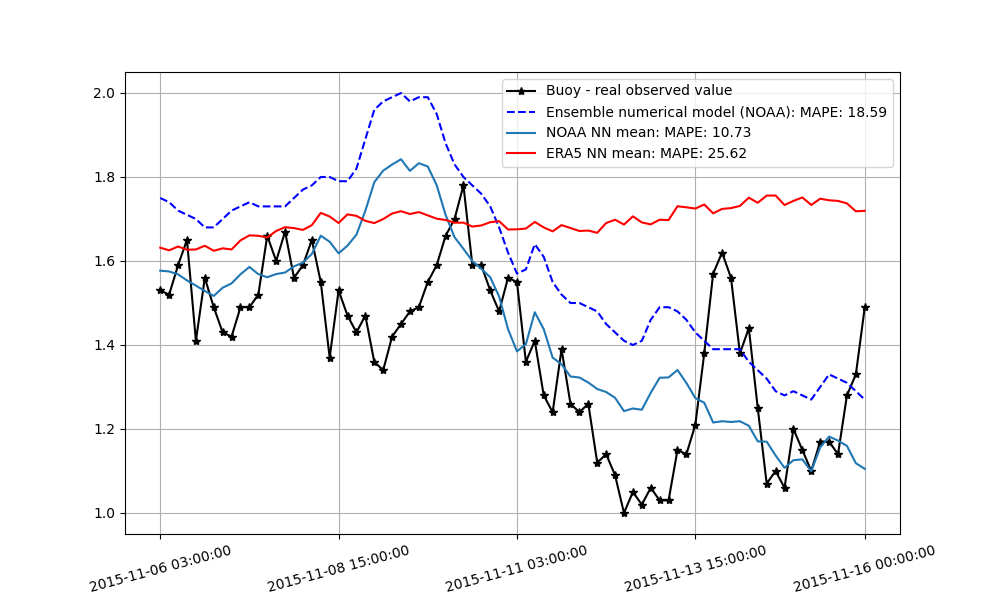 Buoy - real observed value
Ensemble numerical model (NOAA): MAPE: 18.59
NOAA NN mean: MAPE: 10.73
ERA5 NN mean: MAPE: 25.62
2.0
1.8
1.6
1.4
1.2
1.0
2015-11-06 03:00:00
2015-11-08 15:00:00
2015-11-11 03:00:00
2015-11-13 15:00:00
2015-11-16 00:00:00